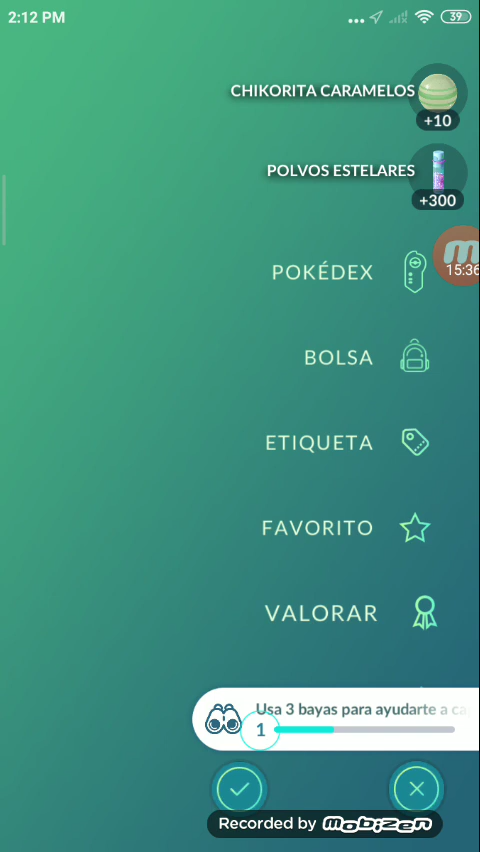 2:12 PM
39
CHIKORITA CARAMELOS
+10
POLVOS ESTELARES
+300
POKÉDEX
15:36
BOLSA
ETIQUETA
FAVORITO
VALORAR
Usa 3 bayas para ayudarte a ca
1
Recorded by mobizen